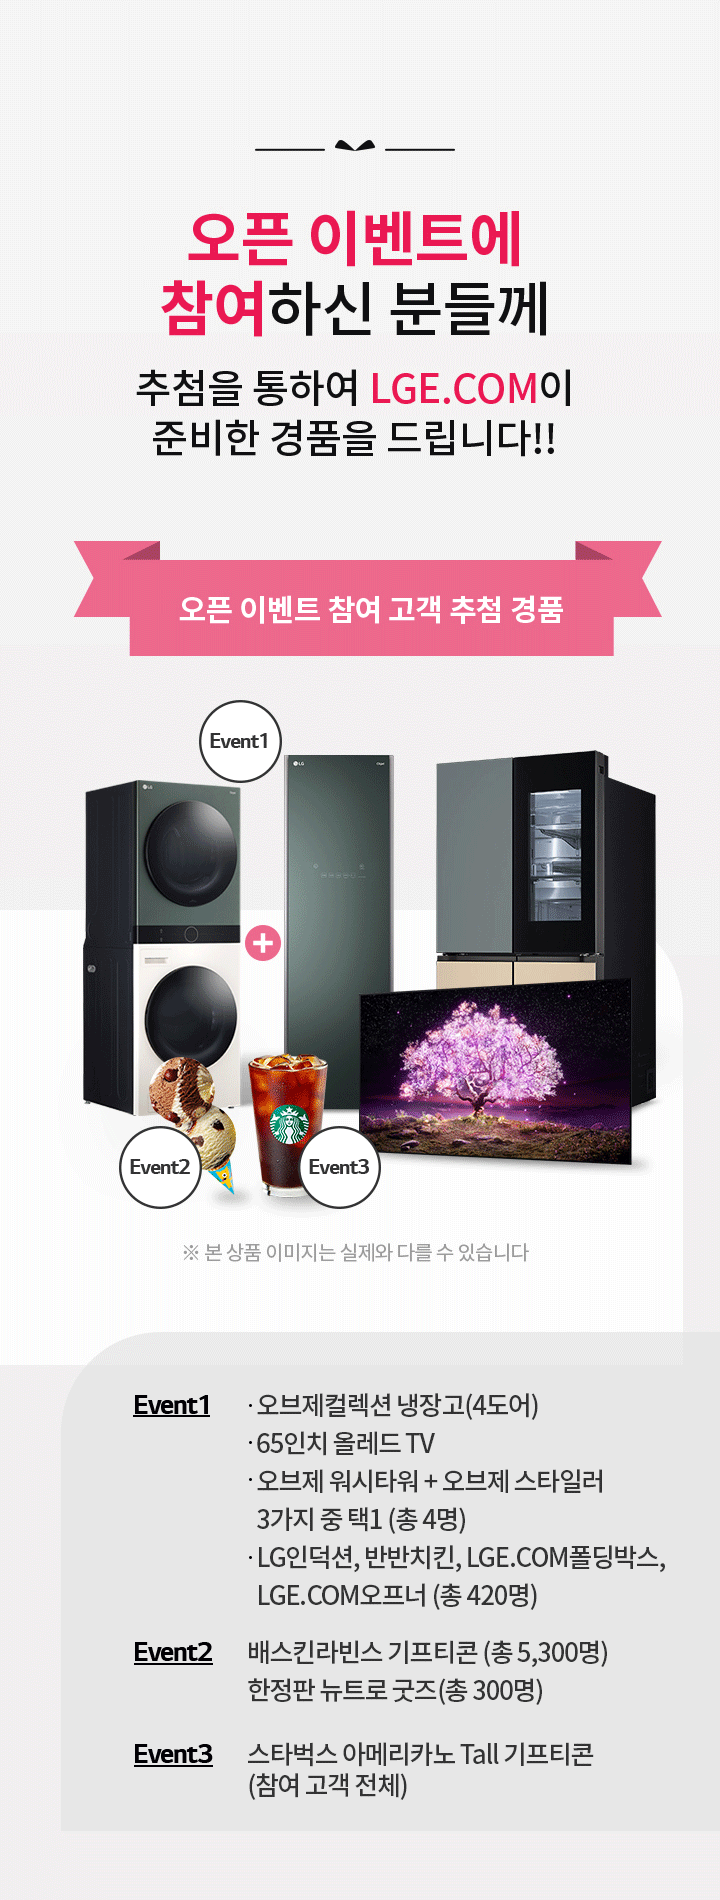 오픈 이벤트에
참여하신 분들께
추첨을 통하여 LGE.COM이
준비한 경품을 드립니다!!
오픈 이벤트 참여 고객 추첨 경품
Event1
LG
LG
Event2
Event3
※ 본 상품 이미지는 실제와 다를 수 있습니다
Event1
· 오브제컬렉션 냉장고(4도어)
· 65인치 올레드 TV
· 오브제 워시타워 + 오브제 스타일러
3가지 중 택1 (총 4명)
· LG인덕션, 반반치킨, LGE.COM폴딩박스,
LGE.COM오프너 (총 420명)
Event2
배스킨라빈스 기프티콘 (총 5,300명)
한정판 뉴트로 굿즈(총 300명)
Event3
스타벅스 아메리카노 Tall 기프티콘
(참여 고객 전체)